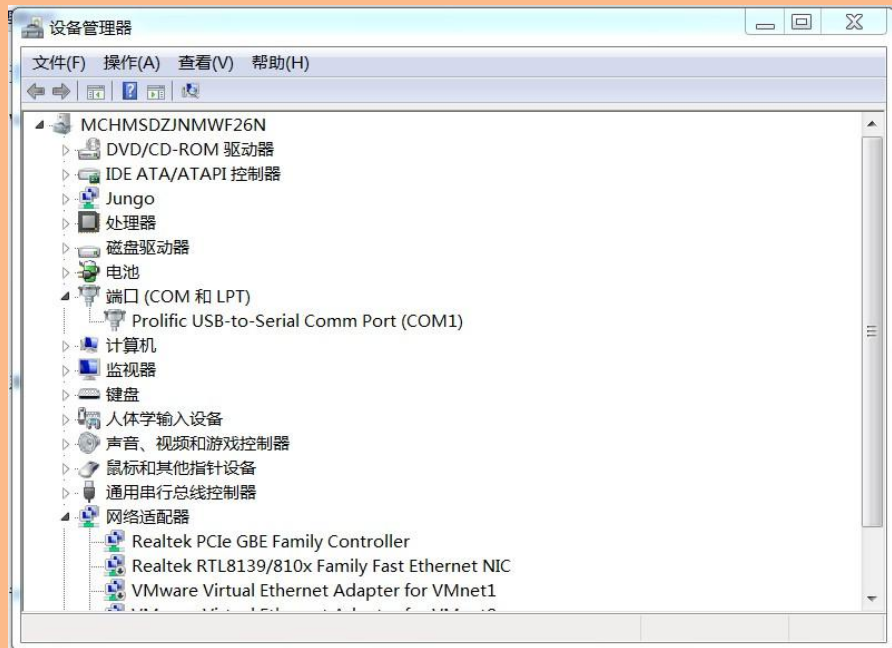 设备管理器
文件(F) 操作(A) 查看(V) 帮助(H)
MCHMSDZJNMWF26N
DVD/CD-ROM 驱动器
IDE ATA/ATAPI 控制器
Jungo
处理器
磁盘驱动器
电池
端口 (COM 和 LPT)
Prolific USB-to-Serial Comm Port (COM1)
计算机
监视器
键盘
人体学输入设备
声音、视频和游戏控制器
鼠标和其他指针设备
通用串行总线控制器
网络适配器
Realtek PCIe GBE Family Controller
Realtek RTL8139/810x Family Fast Ethernet NIC
VMware Virtual Ethernet Adapter for VMnet1